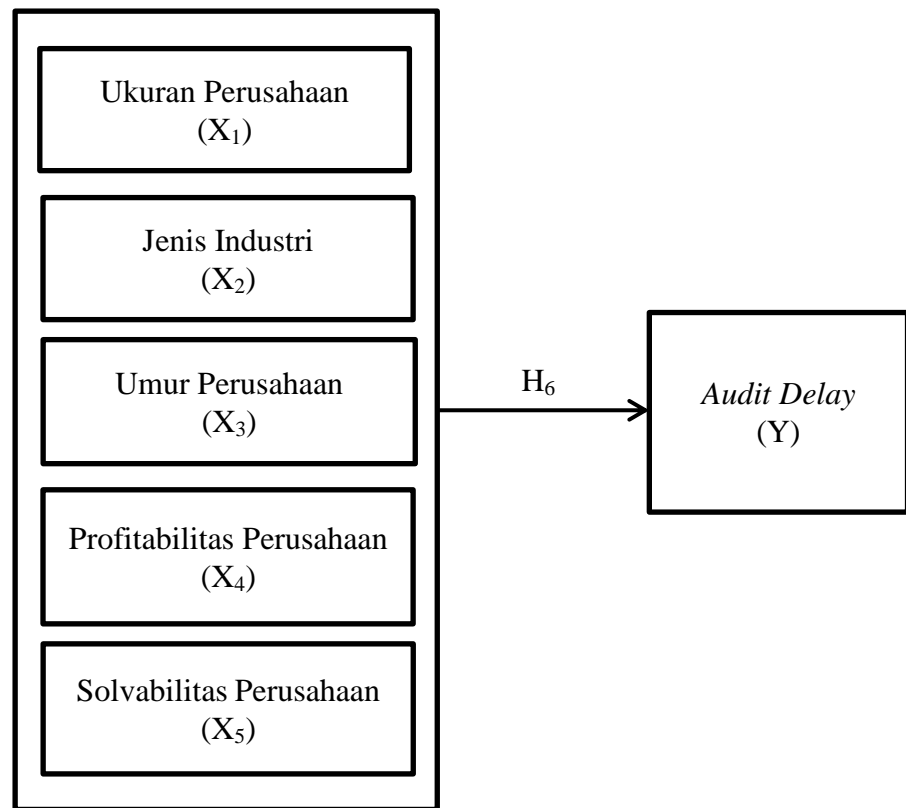 Ukuran Perusahaan
(X₁)
Jenis Industri
(X₂)
Umur Perusahaan
(X₃)
Profitabilitas Perusahaan
(X₄)
Solvabilitas Perusahaan
(X₅)
H₆
Audit Delay
(Y)